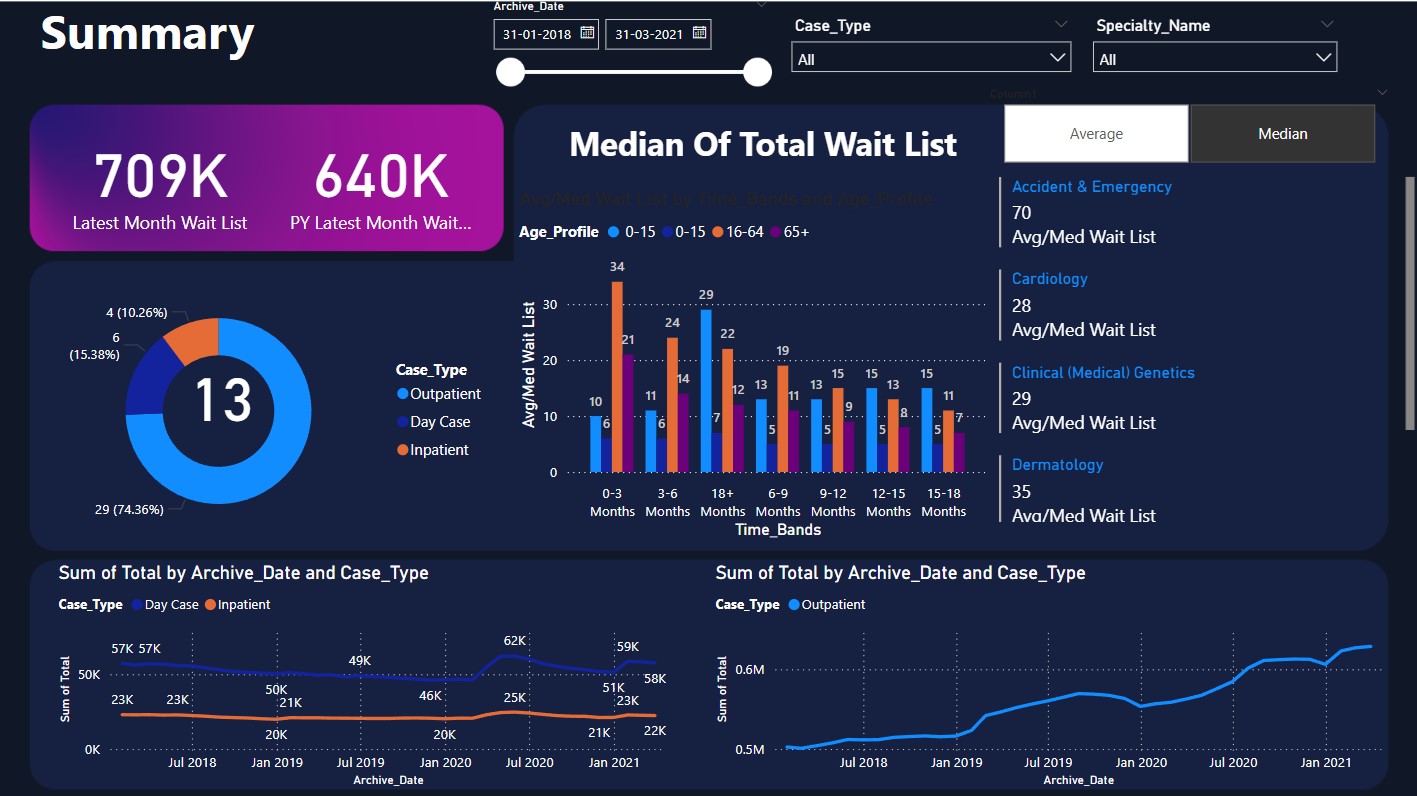 Summary
Archive_Date
31-01-2018
31-03-2021
Case_Type
All
Specialty_Name
All
Column1
709K
Latest Month Wait List
640K
PY Latest Month Wait...
Median Of Total Wait List
Average
Median
Avg/Med Wait List by Time_Bands and Age_Profile
Age_Profile 0-15 0-15 16-64 65+
Avg/Med Wait List
30
20
10
0
10 6 34 21
11 6 24 14
29 7 22 12
13 5 19 11
13 5 15 9
15 5 13 8
15 5 11 7
0-3 3-6 18+ 6-9 9-12 12-15 15-18
Months Months Months Months Months Months Months
Time_Bands
Accident & Emergency
70
Avg/Med Wait List
Cardiology
28
Avg/Med Wait List
Clinical (Medical) Genetics
29
Avg/Med Wait List
Dermatology
35
Avg/Med Wait List
4 (10.26%)
6
(15.38%)
13
29 (74.36%)
Case_Type
Outpatient
Day Case
Inpatient
Sum of Total by Archive_Date and Case_Type
Case_Type Day Case Inpatient
Sum of Total
50K
0K
57K 57K 50K 49K 46K 62K 51K 59K 58K
23K 23K 20K 21K 20K 25K 21K 23K 22K
Jul 2018 Jan 2019 Jul 2019 Jan 2020 Jul 2020 Jan 2021
Archive_Date
Sum of Total by Archive_Date and Case_Type
Case_Type Outpatient
Sum of Total
0.6M
0.5M
Jul 2018 Jan 2019 Jul 2019 Jan 2020 Jul 2020 Jan 2021
Archive_Date